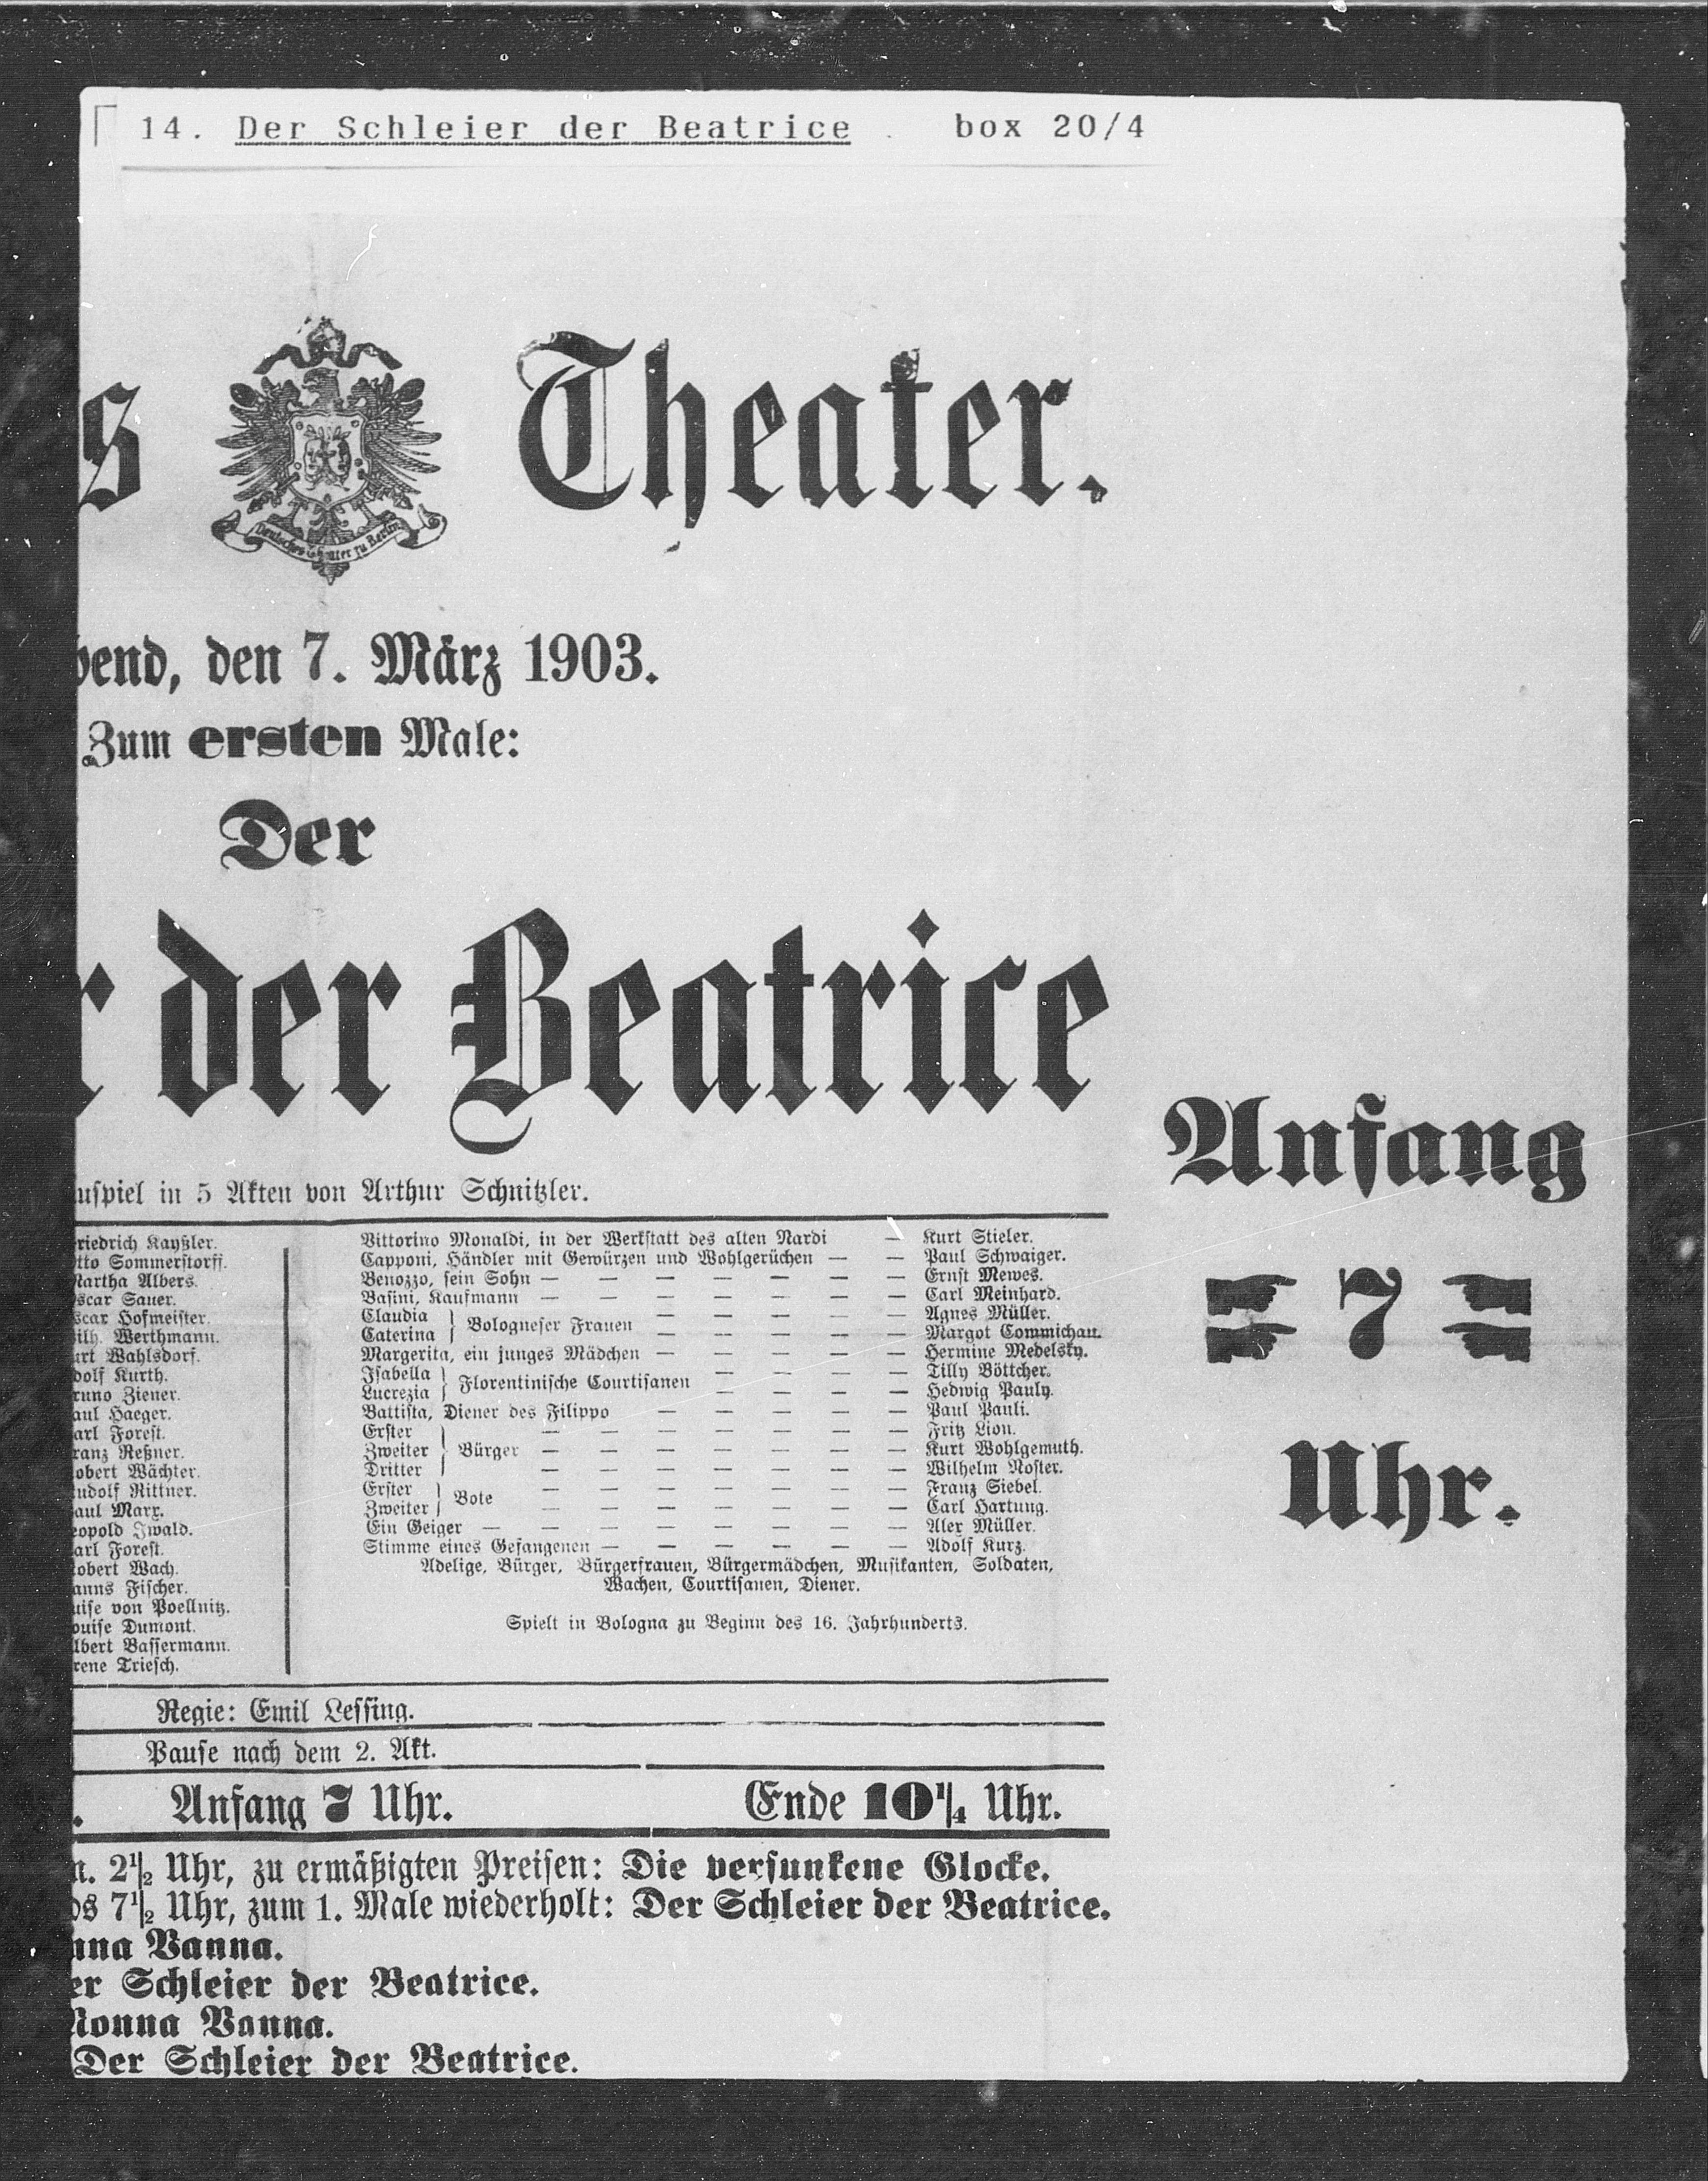 14. Der Schleier der Beatrice box 20/4
s Theater.
Deutsches Theater zu Berlin
bend, den 7. März 1903.
Zum ersten Male:
Der
r der Beatrice
uspiel in 5 Akten von Arthur Schnitzler.
Anfang
7
Uhr.
riedrich Kayßler.
tto Sommerstorff.
Martha Albers.
scar Sauer.
scar Hofmeister.
ilh. Werthmann.
urt Wahlsdorf.
dolf Kurth.
runo Ziener.
aul Haeger.
arl Forest.
ranz Reßner.
obert Wächter.
udolf Rittner.
aul Marx.
eopold Iwald.
arl Forest.
obert Wach.
anns Fischer.
uise von Poellnitz.
ouise Dumont.
lbert Bassermann.
rene Triesch.
Vittorino Monaldi, in der Werkstatt des alten Nardi — Kurt Stieler.
Capponi, Händler mit Gewürzen und Wohlgerüchen — — Paul Schwaiger.
Benozzo, sein Sohn — — — — — — — Ernst Mewes.
Basini, Kaufmann — — — — — — — Carl Meinhard.
Claudia } Bologneser Frauen — — — — — Agnes Müller.
Caterina } — — — — — Margot Commichau.
Margerita, ein junges Mädchen — — — — — Hermine Medelsky.
Isabella } Florentinische Courtisanen — — — — Tilly Böttcher.
Lucrezia } — — — — Hedwig Pauly.
Battista, Diener des Filippo — — — — — Paul Pauli.
Erster } — — — — — — — Fritz Lion.
Zweiter } Bürger — — — — — — — Kurt Wohlgemuth.
Dritter } — — — — — — — Wilhelm Noster.
Erster } Bote — — — — — — — Franz Siebel.
Zweiter } — — — — — — — Carl Hartung.
Ein Geiger — — — — — — — — Alex Müller.
Stimme eines Gefangenen — — — — — — Adolf Kurz.
Adelige, Bürger, Bürgerfrauen, Bürgermädchen, Musikanten, Soldaten,
Wachen, Courtisanen, Diener.
Spielt in Bologna zu Beginn des 16. Jahrhunderts.
Regie: Emil Lessing.
Pause nach dem 2. Akt.
. Anfang 7 Uhr. Ende 10¼ Uhr.
m. 2½ Uhr, zu ermäßigten Preisen: Die versunkene Glocke.
ds 7½ Uhr, zum 1. Male wiederholt: Der Schleier der Beatrice.
nna Vanna.
er Schleier der Beatrice.
Monna Vanna.
Der Schleier der Beatrice.